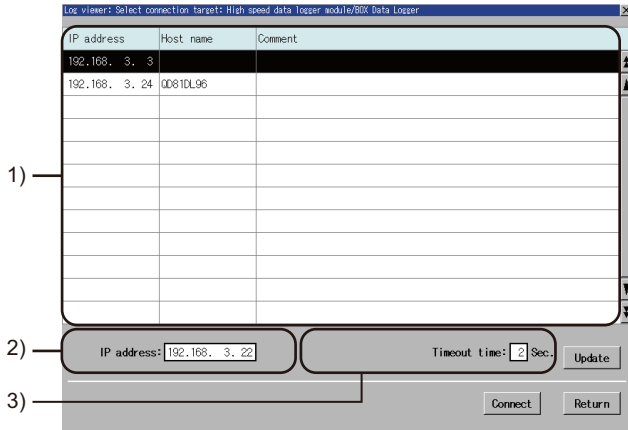 Log viewer: Select connection target: High speed data logger module/BOX Data Logger
IP address Host name Comment
192.168.  3.  3
192.168.  3. 24 QD81DL96
1)
2)
IP address: 192.168.  3. 22 Timeout time: 2 Sec. Update
3)
Connect Return